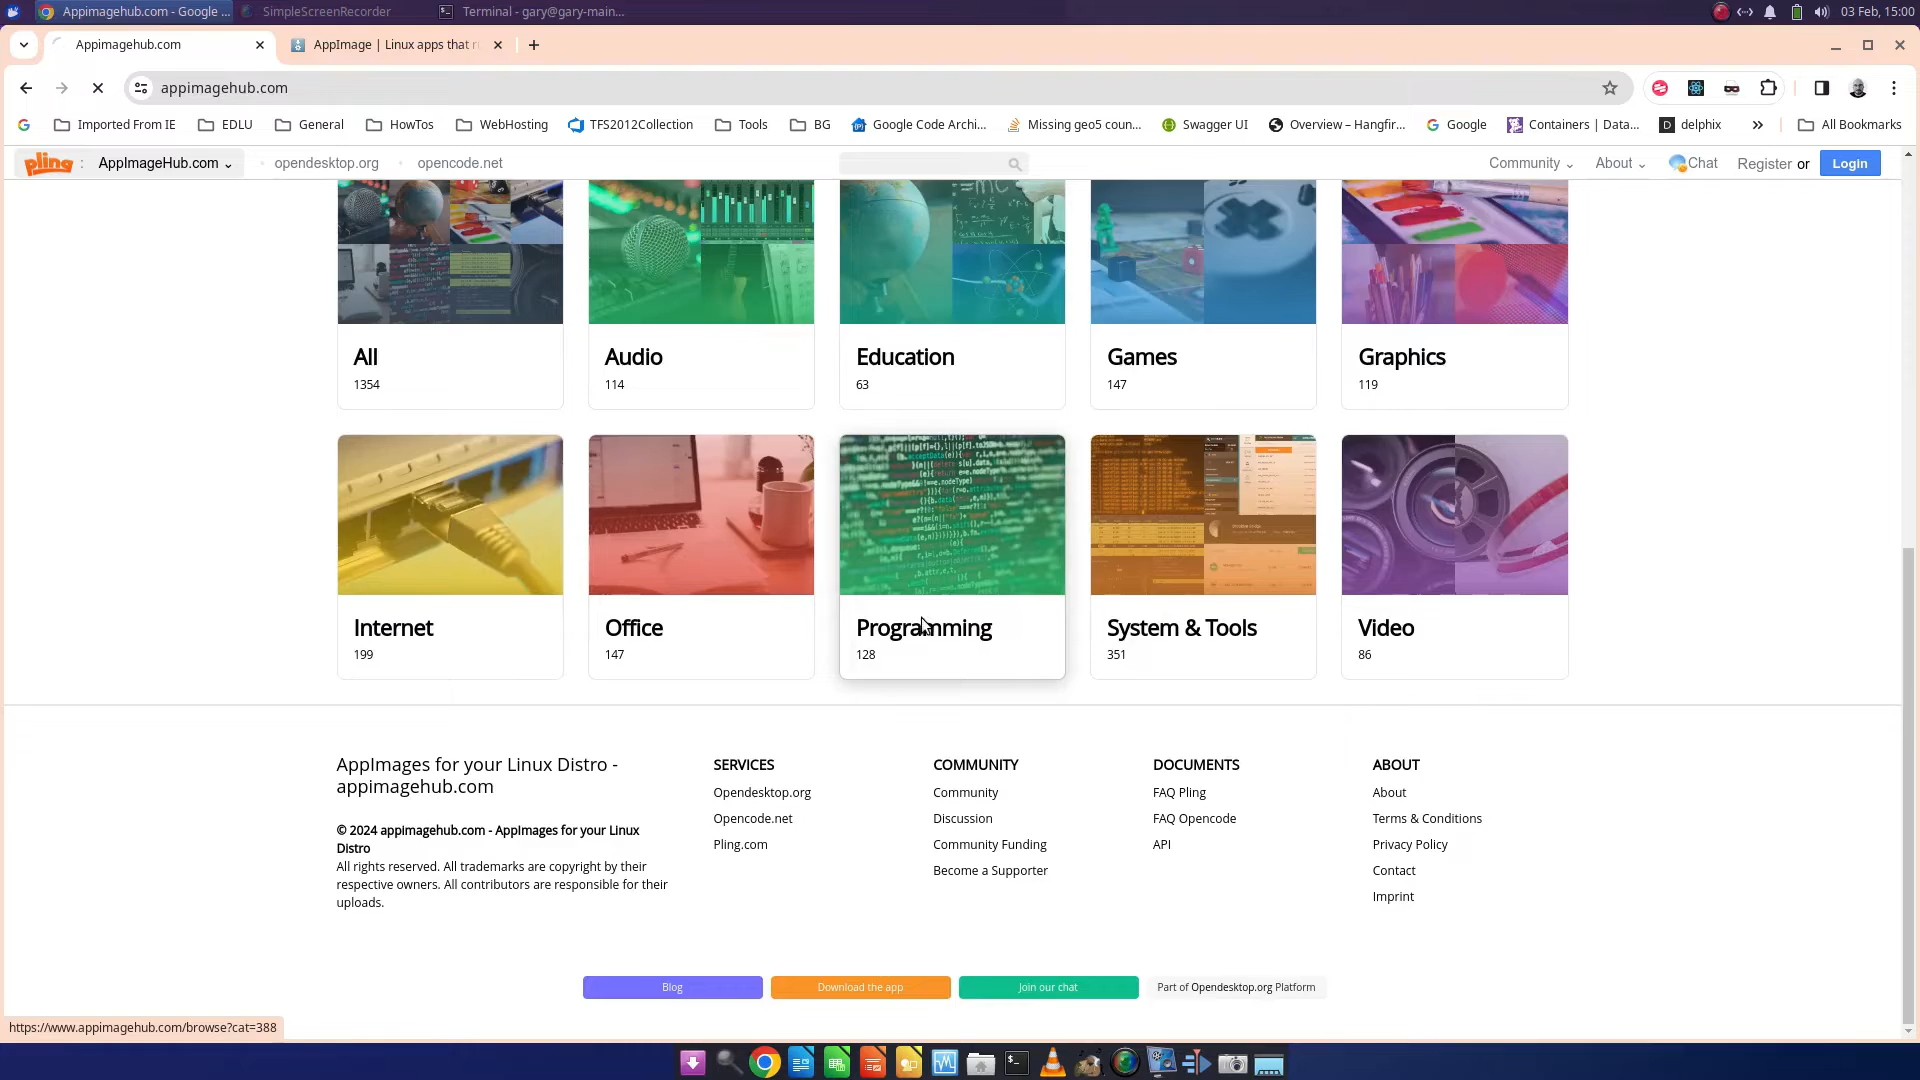 Appimagehub.com - Google ...
SimpleScreenRecorder
Terminal - gary@gary-main...
03 Feb, 15:00
Appimagehub.com
AppImage | Linux apps that r
appimagehub.com
Imported From IE
EDLU
General
HowTos
WebHosting
TFS2012Collection
Tools
BG
Google Code Archi...
Missing geo5 coun...
Swagger UI
Overview – Hangfir...
Google
Containers | Data...
delphix
All Bookmarks
pling : AppImageHub.com
opendesktop.org
opencode.net
Community
About
Chat
Register or
Login
All
1354
Audio
114
Education
63
Games
147
Graphics
119
Internet
199
Office
147
Programming
128
System & Tools
351
Video
86
AppImages for your Linux Distro -
appimagehub.com
© 2024 appimagehub.com - AppImages for your Linux
Distro
All rights reserved. All trademarks are copyright by their
respective owners. All contributors are responsible for their
uploads.
SERVICES
Opendesktop.org
Opencode.net
Pling.com
COMMUNITY
Community
Discussion
Community Funding
Become a Supporter
DOCUMENTS
FAQ Pling
FAQ Opencode
API
ABOUT
About
Terms & Conditions
Privacy Policy
Contact
Imprint
Blog
Download the app
Join our chat
Part of Opendesktop.org Platform
https://www.appimagehub.com/browse?cat=388